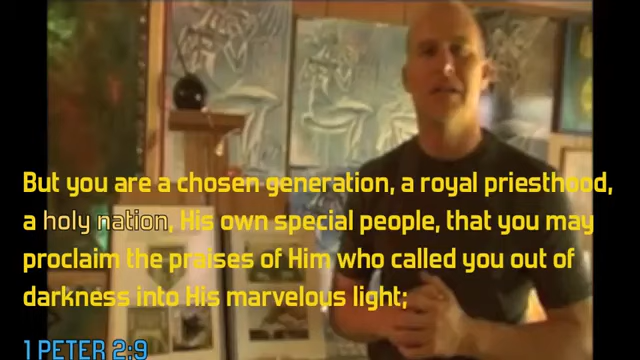 But you are a chosen generation, a royal priesthood,
a holy nation, His own special people, that you may
proclaim the praises of Him who called you out of
darkness into His marvelous light;
1 PETER 2:9